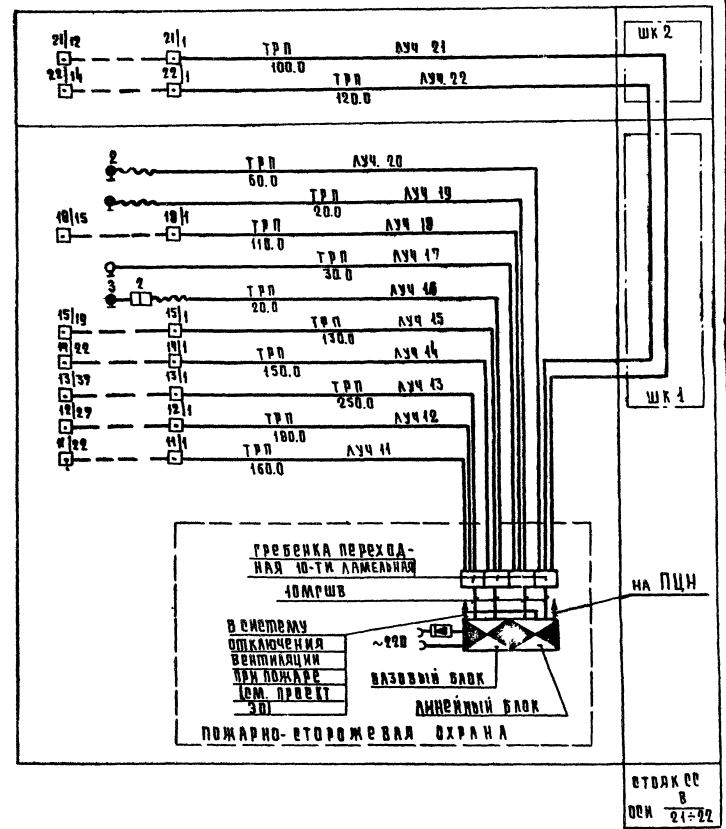 21/12 21/1 ТРП ЛУЧ 21 ШК 2
100.0
22/14 22/1 ТРП ЛУЧ. 22
120.0
2 ТРП ЛУЧ. 20
50.0
ТРП ЛУЧ 19
20.0
18/15 18/1 ТРП ЛУЧ 18
110.0
ТРП ЛУЧ 17
30.0
3 2 ТРП ЛУЧ 16
20.0
15/19 15/1 ТРП ЛУЧ 15
130.0
14/22 14/1 ТРП ЛУЧ 14
150.0
13/37 13/1 ТРП ЛУЧ 13
250.0 ШК 1
12/27 12/1 ТРП ЛУЧ 12
180.0
11/22 11/1 ТРП ЛУЧ 11
160.0
ГРЕБЕНКА ПЕРЕХОД-
НАЯ 10-ТИ ЛАМЕЛЬНАЯ
10МГШВ
НА ПЦН
В СИСТЕМУ
ОТКЛЮЧЕНИЯ
ВЕНТИЛЯЦИИ
ПРИ ПОЖАРЕ
(СМ. ПРОЕКТ
ЭО)
~220
БАЗОВЫЙ БЛОК
ЛИНЕЙНЫЙ БЛОК
ПОЖАРНО-СТОРОЖЕВАЯ ОХРАНА
СТОЯК СС
ОСИ В
21÷22